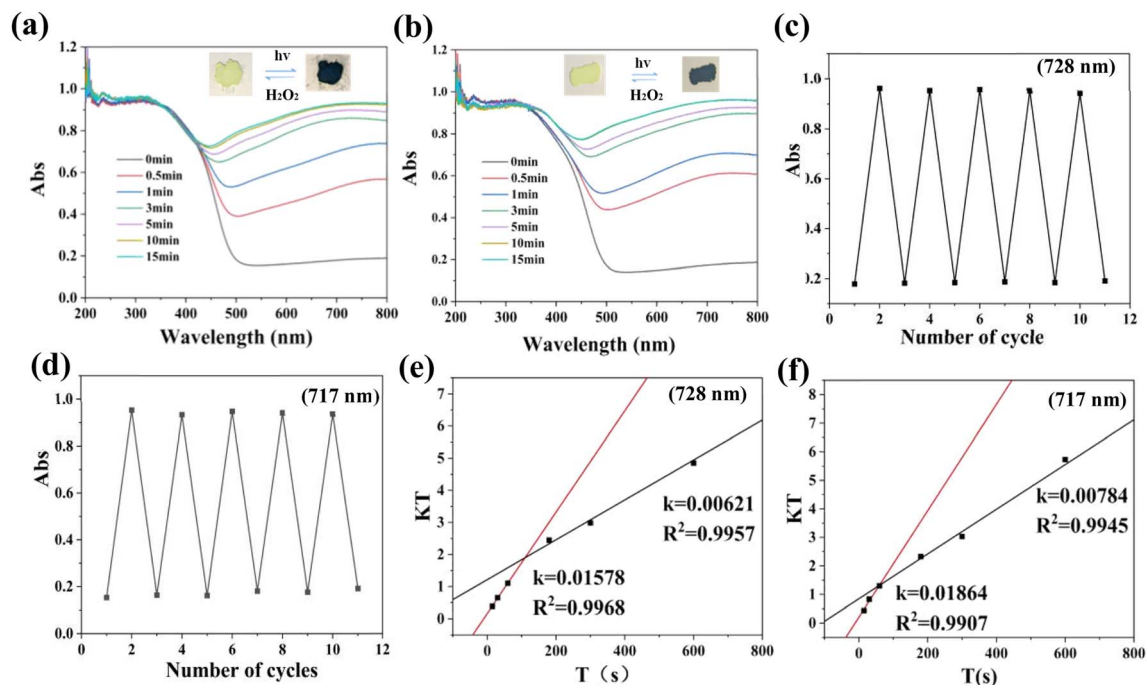 (a)
1.2
1.0
0.8
0.6
0.4
0.2
0.0
Abs
hv
H₂O₂
0min
0.5min
1min
3min
5min
10min
15min
200 300 400 500 600 700 800
Wavelength (nm)
(b)
1.2
1.0
0.8
0.6
0.4
0.2
0.0
Abs
hv
H₂O₂
0min
0.5min
1min
3min
5min
10min
15min
200 300 400 500 600 700 800
Wavelength (nm)
(c)
(728 nm)
1.0
0.8
0.6
0.4
0.2
Abs
0 2 4 6 8 10 12
Number of cycle
(d)
(717 nm)
1.0
0.8
0.6
0.4
0.2
0.0
Abs
0 2 4 6 8 10 12
Number of cycles
(e)
(728 nm)
7
6
5
4
3
2
1
0
KT
k=0.00621
R²=0.9957
k=0.01578
R²=0.9968
0 200 400 600 800
T（s）
(f)
(717 nm)
8
7
6
5
4
3
2
1
0
KT
k=0.00784
R²=0.9945
k=0.01864
R²=0.9907
0 200 400 600 800
T(s)